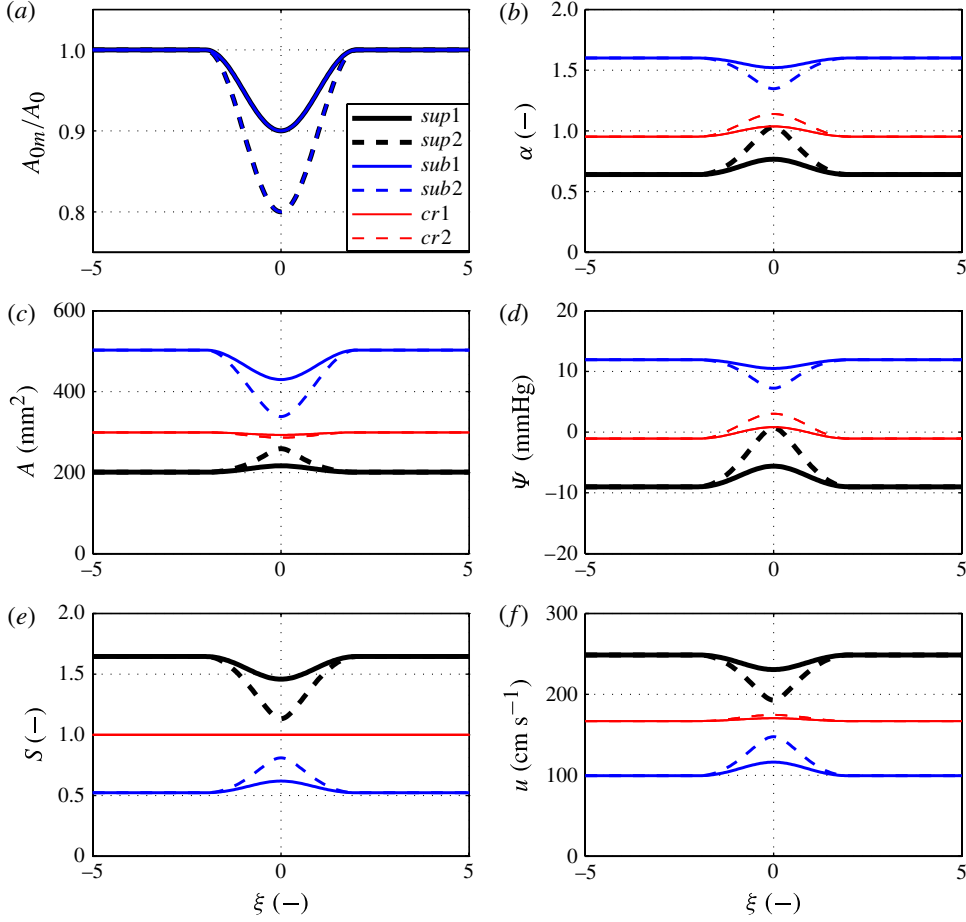 (a)
1.0
0.9
0.8
A0m/A0
−5
0
5
sup1
sup2
sub1
sub2
cr1
cr2
(b)
2.0
1.5
1.0
0.5
0
α (−)
−5
0
5
(c)
600
400
200
0
A (mm²)
−5
0
5
(d)
20
10
0
−10
−20
Ψ (mmHg)
−5
0
5
(e)
2.0
1.5
1.0
0.5
0
S (−)
−5
0
5
ξ (−)
(f)
300
200
100
0
u (cm s⁻¹)
−5
0
5
ξ (−)